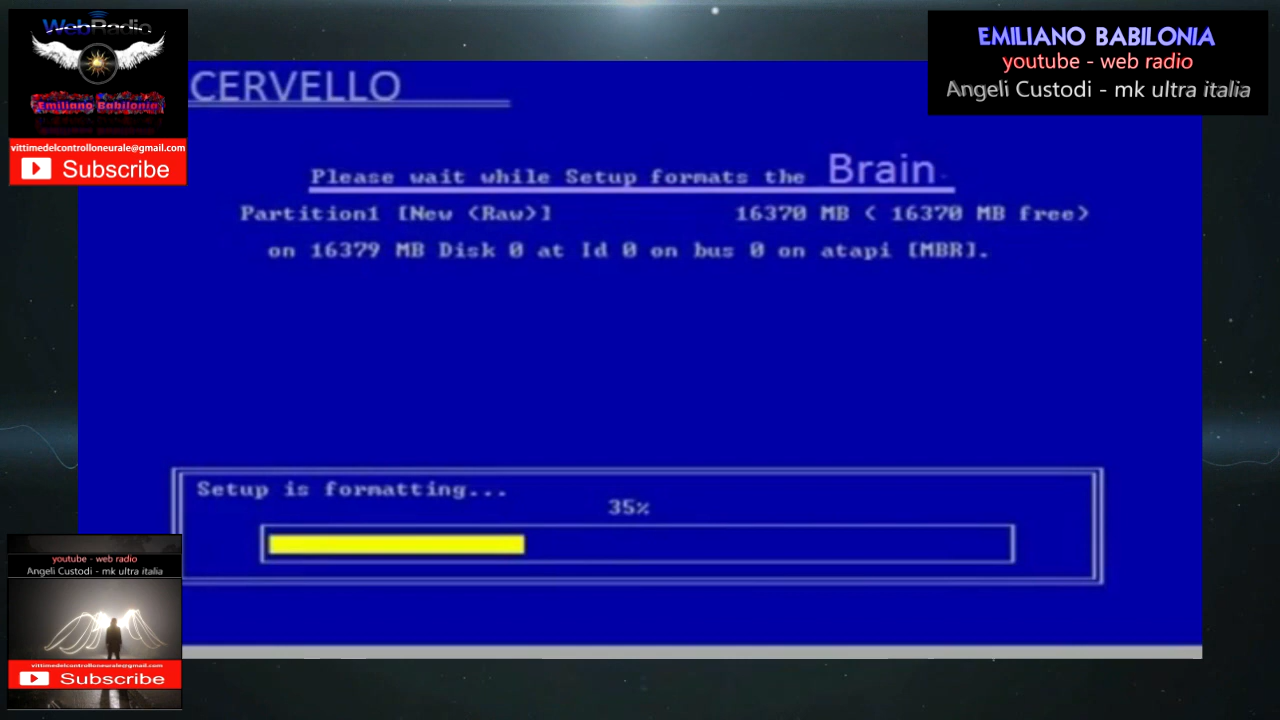 WebRadio
Emiliano Babilonia
vittimedelcontrolloneurale@gmail.com
Subscribe
EMILIANO BABILONIA
youtube - web radio
Angeli Custodi - mk ultra italia
CERVELLO
Please wait while Setup formats the Brain
Partition1 [New (Raw)] 16370 MB ( 16370 MB free)
on 16379 MB Disk 0 at Id 0 on bus 0 on atapi [MBR].
Setup is formatting...
35%
youtube - web radio
Angeli Custodi - mk ultra italia
vittimedelcontrolloneurale@gmail.com
Subscribe